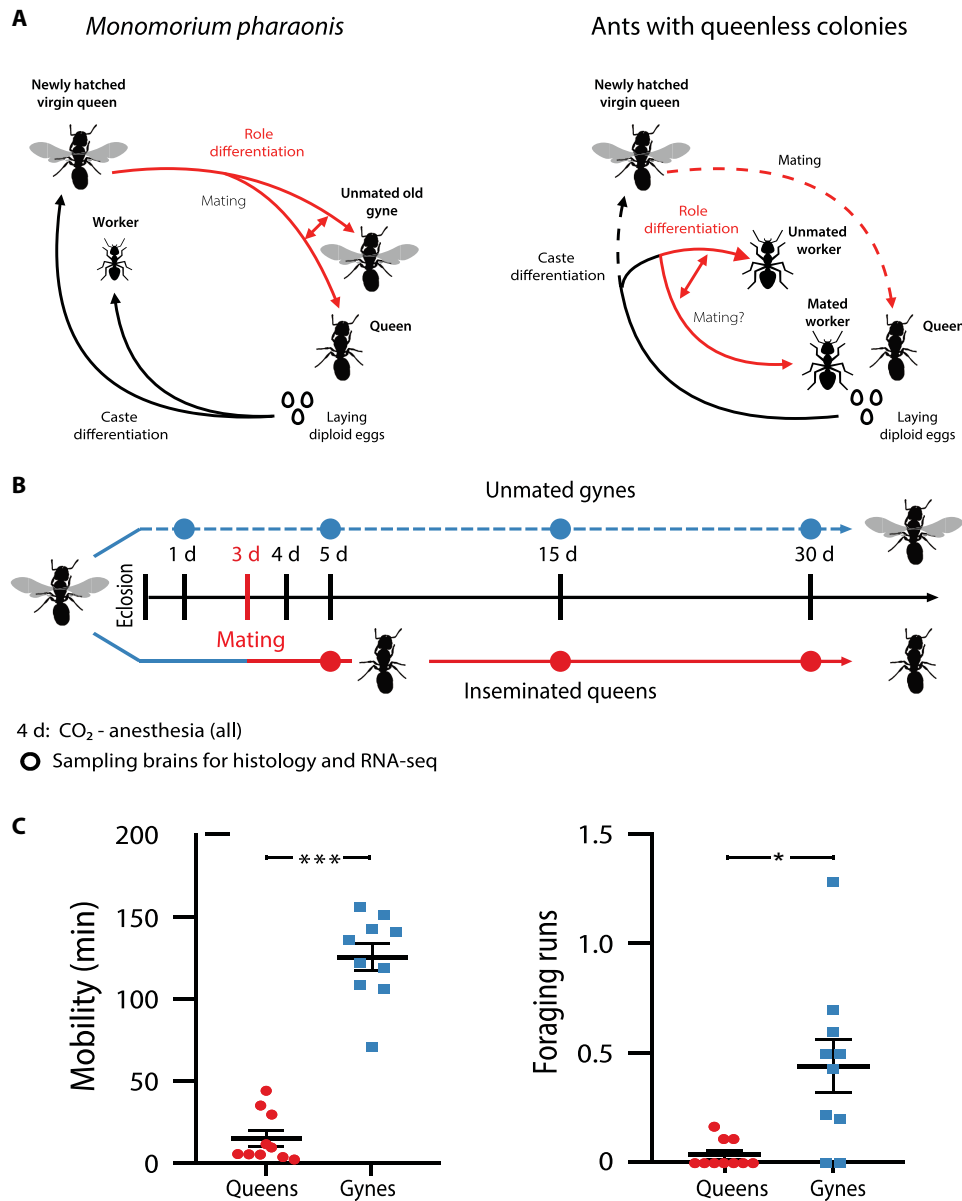 A
Monomorium pharaonis
Ants with queenless colonies
Newly hatched
virgin queen
Role
differentiation
Mating
Unmated old
gyne
Worker
Queen
Caste
differentiation
Laying
diploid eggs
Newly hatched
virgin queen
Mating
Role
differentiation
Unmated
worker
Caste
differentiation
Mating?
Mated
worker
Queen
Laying
diploid eggs
B
Unmated gynes
Eclosion
1 d
3 d
4 d
5 d
15 d
30 d
Mating
Inseminated queens
4 d: CO₂ - anesthesia (all)
Sampling brains for histology and RNA-seq
C
Mobility (min)
200
150
100
50
0
***
Queens
Gynes
Foraging runs
1.5
1.0
0.5
0
*
Queens
Gynes